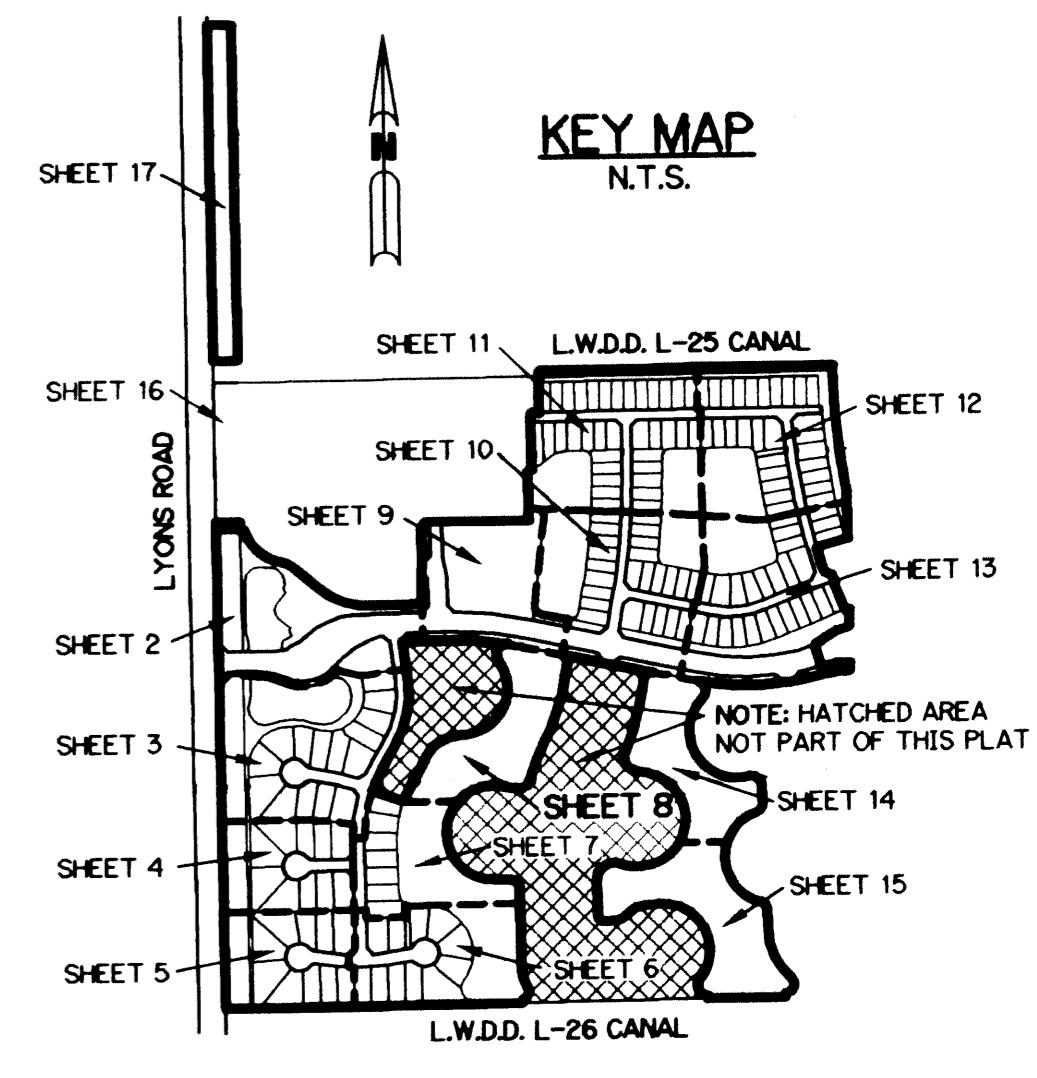 KEY MAP
N.T.S.
N
SHEET 17
SHEET 11
L.W.D.D. L-25 CANAL
SHEET 16
SHEET 12
SHEET 10
LYONS ROAD
SHEET 9
SHEET 13
SHEET 2
NOTE: HATCHED AREA
NOT PART OF THIS PLAT
SHEET 3
SHEET 8
SHEET 14
SHEET 7
SHEET 4
SHEET 15
SHEET 5
SHEET 6
L.W.D.D. L-26 CANAL